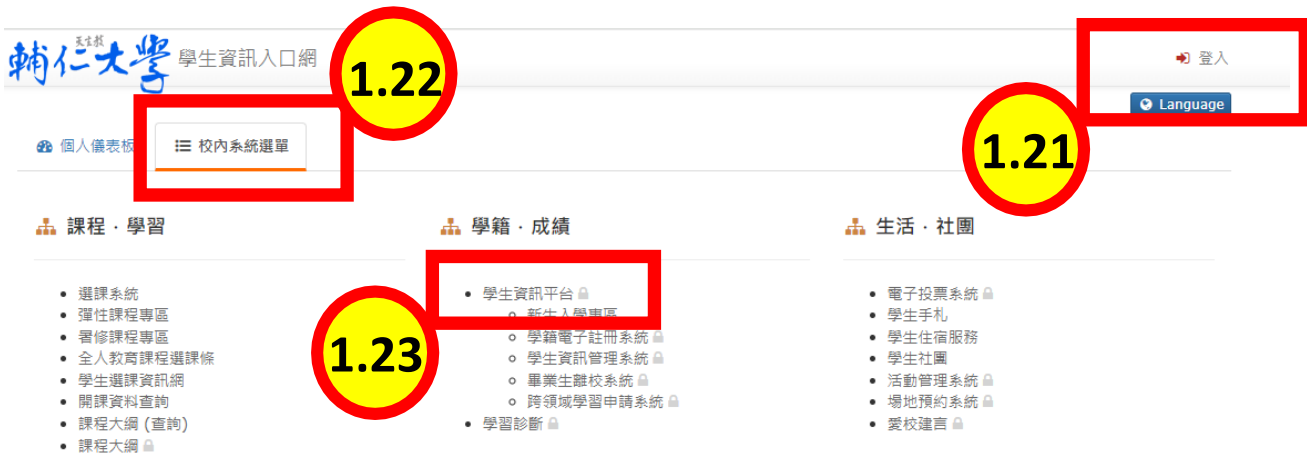 輔仁大學 天主教 學生資訊入口網
登入
1.22
Language
1.21
個人儀表板
校內系統選單
課程 · 學習
選課系統
彈性課程專區
暑修課程專區
全人教育課程選課條
學生選課資訊網
開課資料查詢
課程大綱 (查詢)
課程大綱
學籍 · 成績
學生資訊平台
新生入學專區
學籍電子註冊系統
1.23
學生資訊管理系統
畢業生離校系統
跨領域學習申請系統
學習診斷
生活 · 社團
電子投票系統
學生手札
學生住宿服務
學生社團
活動管理系統
場地預約系統
愛校建言